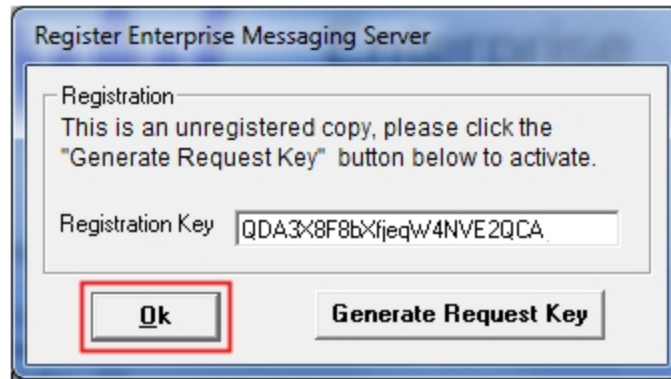 Register Enterprise Messaging Server
Registration
This is an unregistered copy, please click the
"Generate Request Key" button below to activate.
Registration Key QDA3X8F8bXfjeqW4NVE2QCA
Ok Generate Request Key